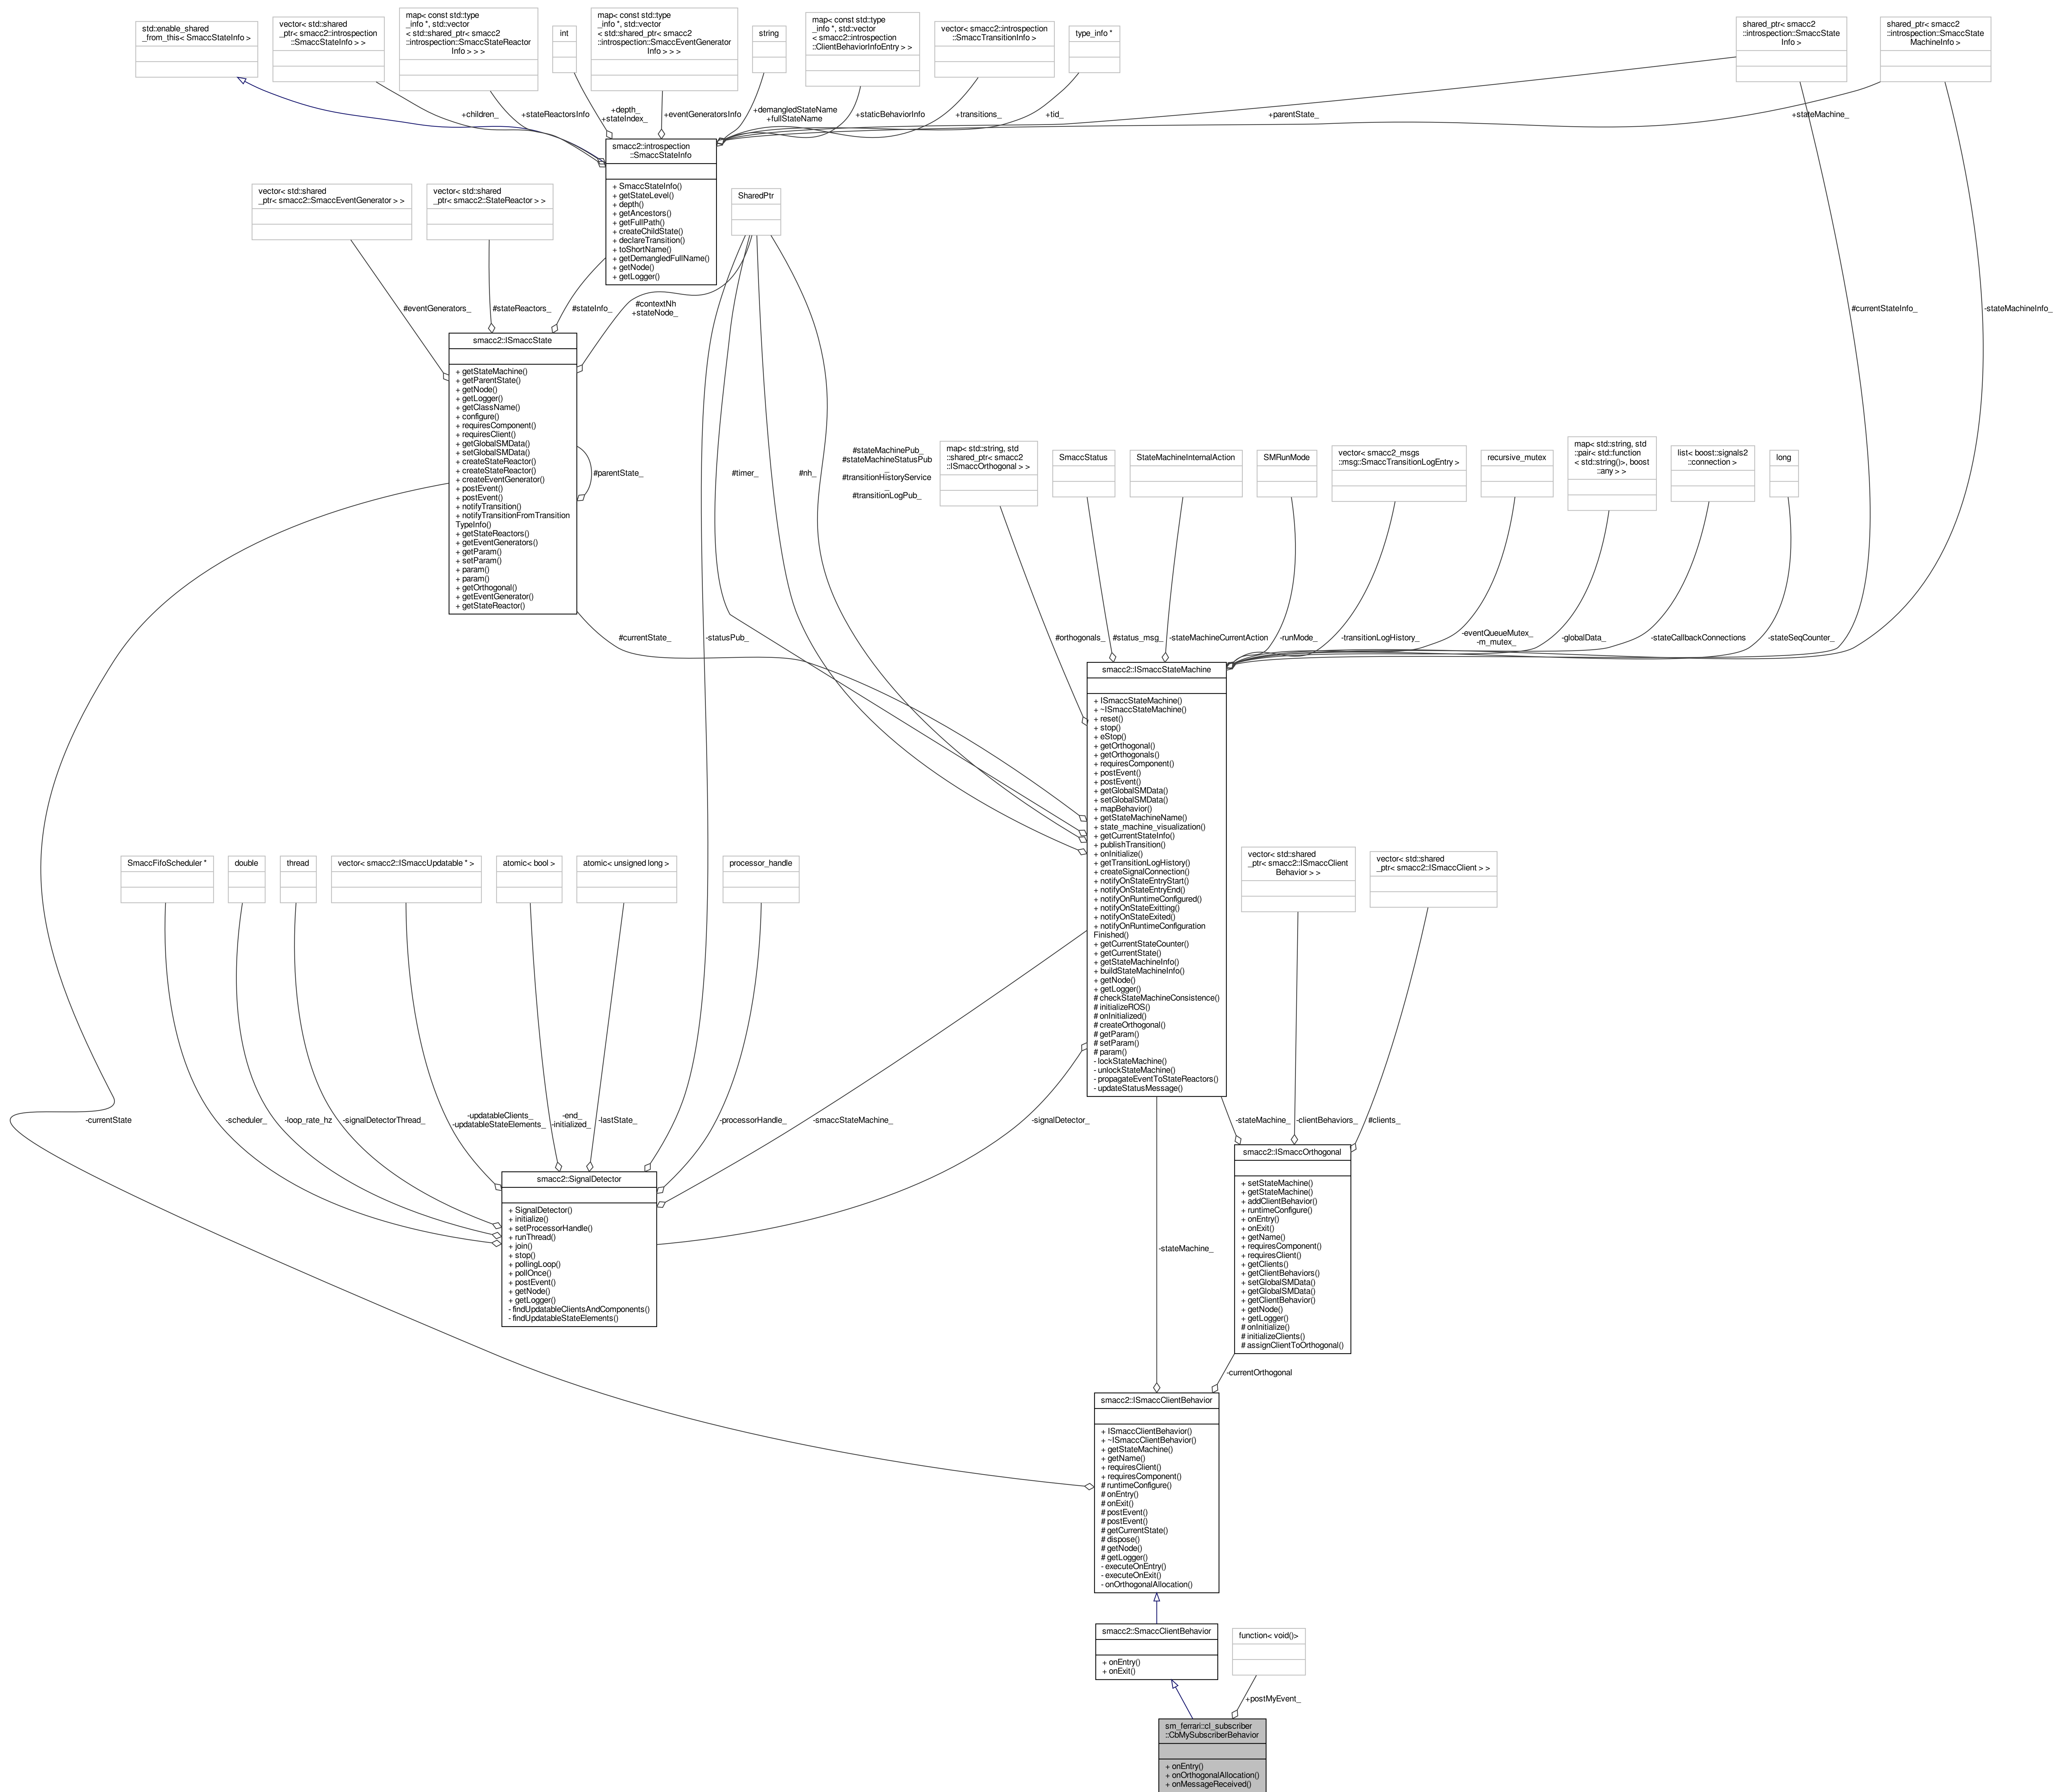 std::enable_shared
_from_this< SmaccStateInfo >
vector< std::shared
_ptr< smacc2::introspection
::SmaccStateInfo > >
map< const std::type
_info *, std::vector
< std::shared_ptr< smacc2
::introspection::SmaccStateReactor
Info > > >
int
map< const std::type
_info *, std::vector
< std::shared_ptr< smacc2
::introspection::SmaccEventGenerator
Info > > >
string
map< const std::type
_info *, std::vector
< smacc2::introspection
::ClientBehaviorInfoEntry > >
vector< smacc2::introspection
::SmaccTransitionInfo >
type_info *
shared_ptr< smacc2
::introspection::SmaccState
Info >
shared_ptr< smacc2
::introspection::SmaccState
MachineInfo >
+children_
+stateReactorsInfo
+depth_
+stateIndex_
+eventGeneratorsInfo
+demangledStateName
+fullStateName
+staticBehaviorInfo
+transitions_
+tid_
+parentState_
+stateMachine_
smacc2::introspection
::SmaccStateInfo
+ SmaccStateInfo()
+ getStateLevel()
+ depth()
+ getAncestors()
+ getFullPath()
+ createChildState()
+ declareTransition()
+ toShortName()
+ getDemangledFullName()
+ getNode()
+ getLogger()
vector< std::shared
_ptr< smacc2::SmaccEventGenerator > >
vector< std::shared
_ptr< smacc2::StateReactor > >
SharedPtr
#eventGenerators_
#stateReactors_
#stateInfo_
#contextNh
+stateNode_
#currentStateInfo_
-stateMachineInfo_
smacc2::ISmaccState
+ getStateMachine()
+ getParentState()
+ getNode()
+ getLogger()
+ getClassName()
+ configure()
+ requiresComponent()
+ requiresClient()
+ getGlobalSMData()
+ setGlobalSMData()
+ createStateReactor()
+ createStateReactor()
+ createEventGenerator()
+ postEvent()
+ postEvent()
+ notifyTransition()
+ notifyTransitionFromTransition
TypeInfo()
+ getStateReactors()
+ getEventGenerators()
+ getParam()
+ setParam()
+ param()
+ param()
+ getOrthogonal()
+ getEventGenerator()
+ getStateReactor()
#parentState_
#timer_
#nh_
#stateMachinePub_
#stateMachineStatusPub
_
#transitionHistoryService
_
#transitionLogPub_
map< std::string, std
::shared_ptr< smacc2
::ISmaccOrthogonal > >
SmaccStatus
StateMachineInternalAction
SMRunMode
vector< smacc2_msgs
::msg::SmaccTransitionLogEntry >
recursive_mutex
map< std::string, std
::pair< std::function
< std::string()>, boost
::any > >
list< boost::signals2
::connection >
long
#currentState_
-statusPub_
#orthogonals_
#status_msg_
-stateMachineCurrentAction
-runMode_
-transitionLogHistory_
-eventQueueMutex_
-m_mutex_
-globalData_
-stateCallbackConnections
-stateSeqCounter_
smacc2::ISmaccStateMachine
+ ISmaccStateMachine()
+ ~ISmaccStateMachine()
+ reset()
+ stop()
+ eStop()
+ getOrthogonal()
+ getOrthogonals()
+ requiresComponent()
+ postEvent()
+ postEvent()
+ getGlobalSMData()
+ setGlobalSMData()
+ mapBehavior()
+ getStateMachineName()
+ state_machine_visualization()
+ getCurrentStateInfo()
+ publishTransition()
+ onInitialize()
+ getTransitionLogHistory()
+ createSignalConnection()
+ notifyOnStateEntryStart()
+ notifyOnStateEntryEnd()
+ notifyOnRuntimeConfigured()
+ notifyOnStateExitting()
+ notifyOnStateExited()
+ notifyOnRuntimeConfiguration
Finished()
+ getCurrentStateCounter()
+ getCurrentState()
+ getStateMachineInfo()
+ buildStateMachineInfo()
+ getNode()
+ getLogger()
# checkStateMachineConsistence()
# initializeROS()
# onInitialized()
# createOrthogonal()
# getParam()
# setParam()
# param()
- lockStateMachine()
- unlockStateMachine()
- propagateEventToStateReactors()
- updateStatusMessage()
SmaccFifoScheduler *
double
thread
vector< smacc2::ISmaccUpdatable * >
atomic< bool >
atomic< unsigned long >
processor_handle
vector< std::shared
_ptr< smacc2::ISmaccClient
Behavior > >
vector< std::shared
_ptr< smacc2::ISmaccClient > >
-currentState
-scheduler_
-loop_rate_hz
-signalDetectorThread_
-updatableClients_
-updatableStateElements_
-end_
-initialized_
-lastState_
-processorHandle_
-smaccStateMachine_
-signalDetector_
-stateMachine_
-clientBehaviors_
#clients_
smacc2::SignalDetector
+ SignalDetector()
+ initialize()
+ setProcessorHandle()
+ runThread()
+ join()
+ stop()
+ pollingLoop()
+ pollOnce()
+ postEvent()
+ getNode()
+ getLogger()
- findUpdatableClientsAndComponents()
- findUpdatableStateElements()
smacc2::ISmaccOrthogonal
+ setStateMachine()
+ getStateMachine()
+ addClientBehavior()
+ runtimeConfigure()
+ onEntry()
+ onExit()
+ getName()
+ requiresComponent()
+ requiresClient()
+ getClients()
+ getClientBehaviors()
+ setGlobalSMData()
+ getGlobalSMData()
+ getClientBehavior()
+ getNode()
+ getLogger()
# onInitialize()
# initializeClients()
# assignClientToOrthogonal()
-stateMachine_
-currentOrthogonal
smacc2::ISmaccClientBehavior
+ ISmaccClientBehavior()
+ ~ISmaccClientBehavior()
+ getStateMachine()
+ getName()
+ requiresClient()
+ requiresComponent()
# runtimeConfigure()
# onEntry()
# onExit()
# postEvent()
# postEvent()
# getCurrentState()
# dispose()
# getNode()
# getLogger()
- executeOnEntry()
- executeOnExit()
- onOrthogonalAllocation()
smacc2::SmaccClientBehavior
+ onEntry()
+ onExit()
function< void()>
+postMyEvent_
sm_ferrari::cl_subscriber
::CbMySubscriberBehavior
+ onEntry()
+ onOrthogonalAllocation()
+ onMessageReceived()